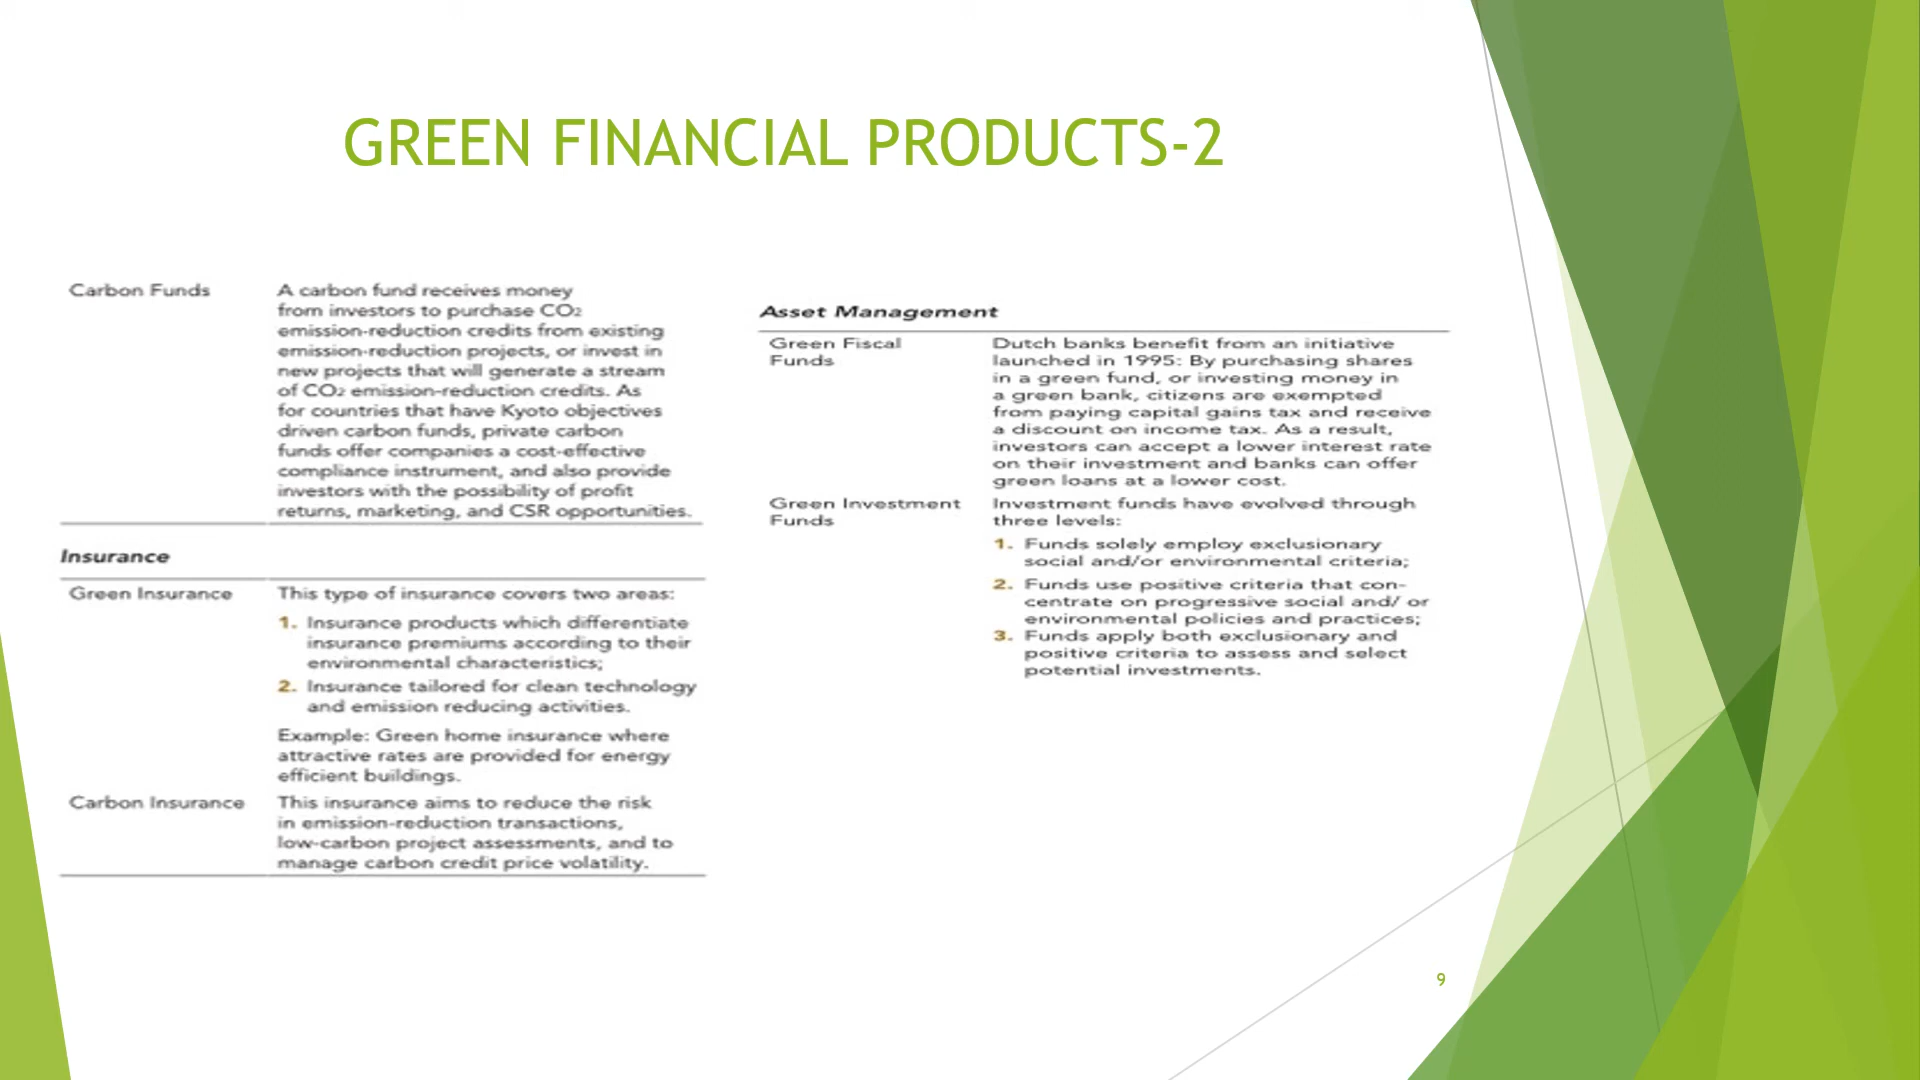 GREEN FINANCIAL PRODUCTS-2
Carbon Funds
A carbon fund receives money
from investors to purchase CO2
emission-reduction credits from existing
emission-reduction projects, or invest in
new projects that will generate a stream
of CO2 emission-reduction credits. As
for countries that have Kyoto objectives
driven carbon funds, private carbon
funds offer companies a cost-effective
compliance instrument, and also provide
investors with the possibility of profit
returns, marketing, and CSR opportunities.
Insurance
Green Insurance
This type of insurance covers two areas:
1. Insurance products which differentiate
insurance premiums according to their
environmental characteristics;
2. Insurance tailored for clean technology
and emission reducing activities.
Example: Green home insurance where
attractive rates are provided for energy
efficient buildings.
Carbon Insurance
This insurance aims to reduce the risk
in emission-reduction transactions,
low-carbon project assessments, and to
manage carbon credit price volatility.
Asset Management
Green Fiscal
Funds
Dutch banks benefit from an initiative
launched in 1995: By purchasing shares
in a green fund, or investing money in
a green bank, citizens are exempted
from paying capital gains tax and receive
a discount on income tax. As a result,
investors can accept a lower interest rate
on their investment and banks can offer
green loans at a lower cost.
Green Investment
Funds
Investment funds have evolved through
three levels:
1. Funds solely employ exclusionary
social and/or environmental criteria;
2. Funds use positive criteria that con-
centrate on progressive social and/ or
environmental policies and practices;
3. Funds apply both exclusionary and
positive criteria to assess and select
potential investments.
9